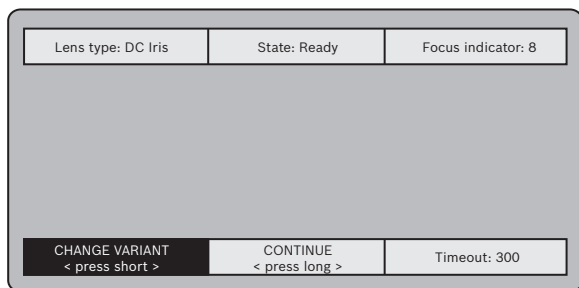 Lens type: DC Iris
State: Ready
Focus indicator: 8
CHANGE VARIANT
< press short >
CONTINUE
< press long >
Timeout: 300